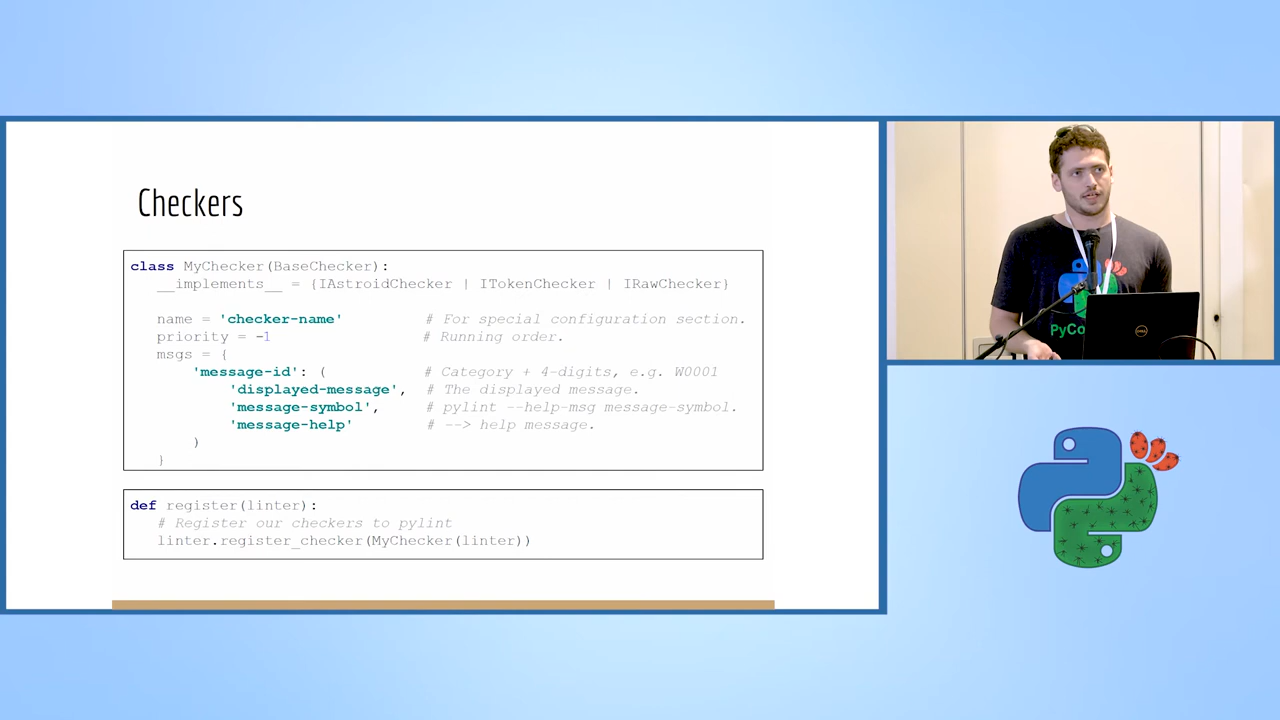 Checkers
class MyChecker(BaseChecker):
__implements__ = {IAstroidChecker | ITokenChecker | IRawChecker}
name = 'checker-name' # For special configuration section.
priority = -1 # Running order.
msgs = {
'message-id': ( # Category + 4-digits, e.g. W0001
'displayed-message', # The displayed message.
'message-symbol', # pylint --help-msg message-symbol.
'message-help' # --> help message.
)
}
def register(linter):
# Register our checkers to pylint
linter.register_checker(MyChecker(linter))
PyCo
DELL